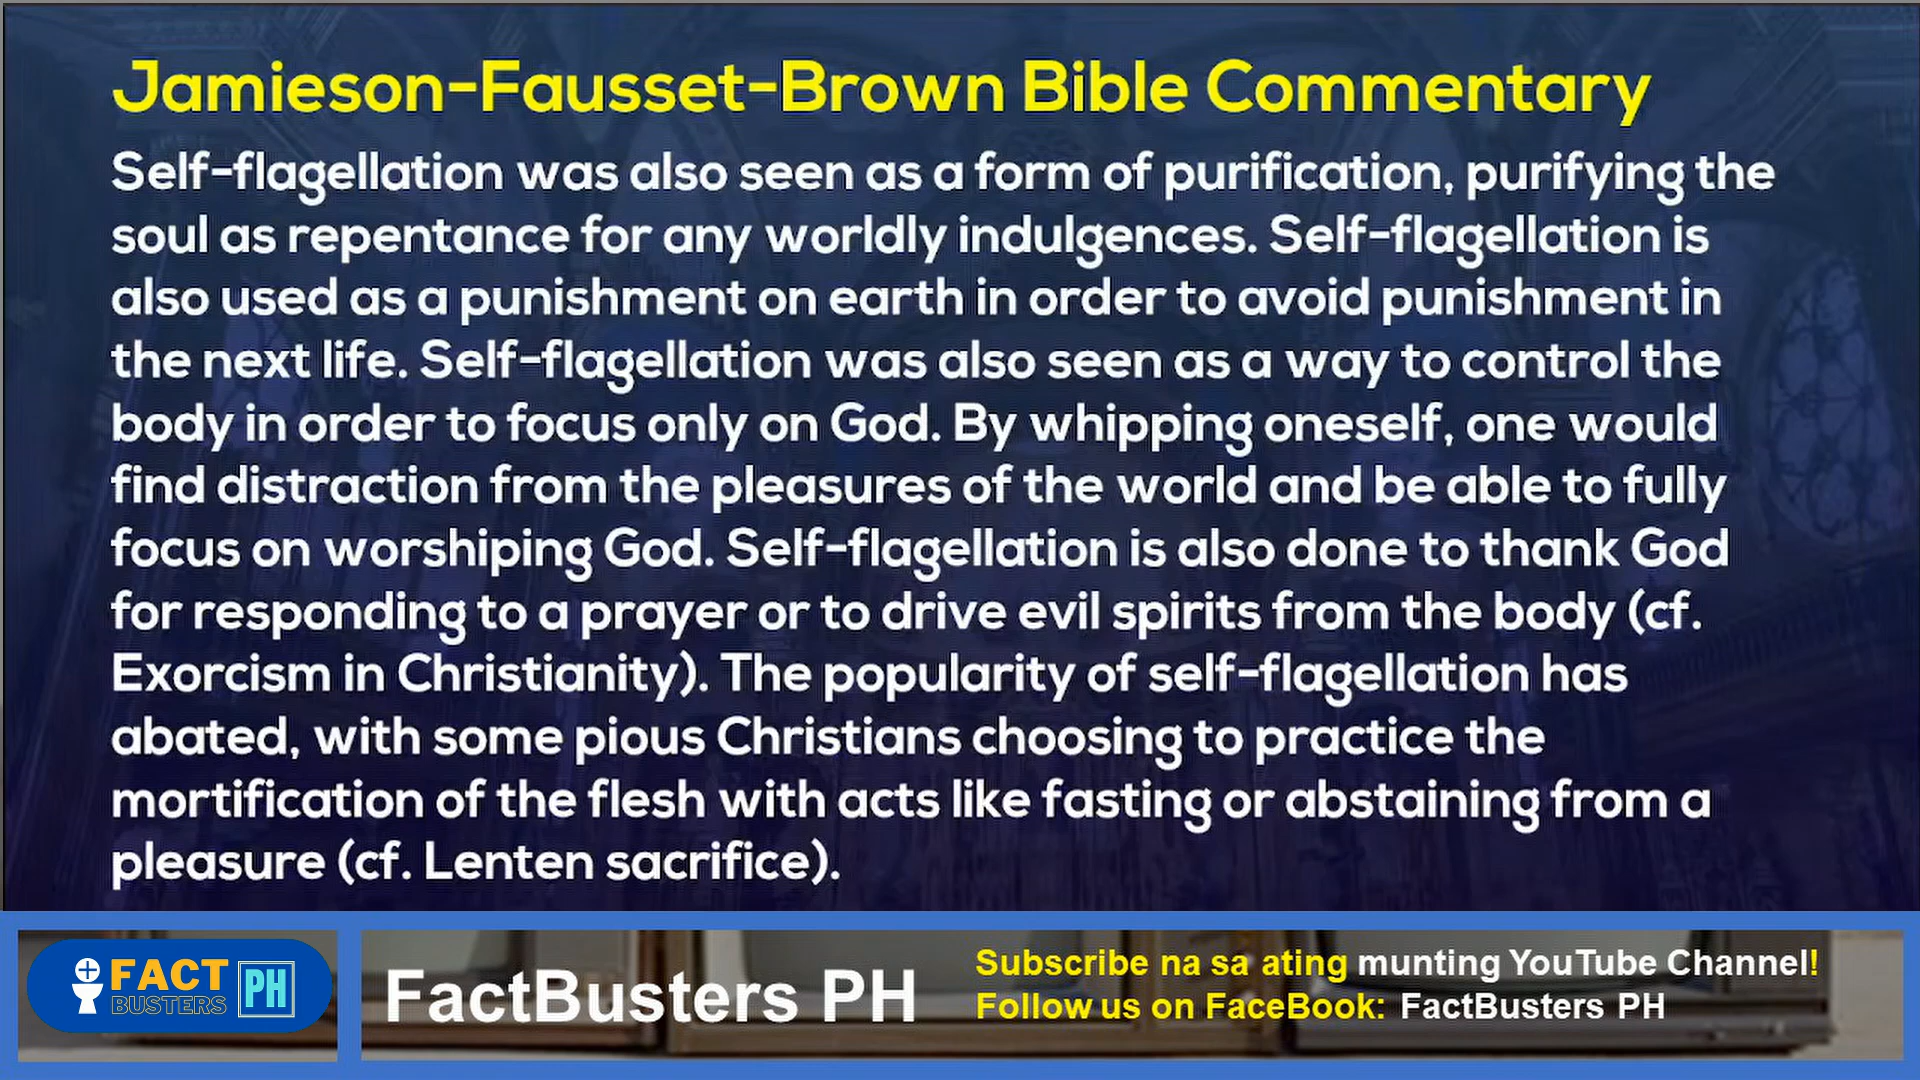 Jamieson-Fausset-Brown Bible Commentary
Self-flagellation was also seen as a form of purification, purifying the
soul as repentance for any worldly indulgences. Self-flagellation is
also used as a punishment on earth in order to avoid punishment in
the next life. Self-flagellation was also seen as a way to control the
body in order to focus only on God. By whipping oneself, one would
find distraction from the pleasures of the world and be able to fully
focus on worshiping God. Self-flagellation is also done to thank God
for responding to a prayer or to drive evil spirits from the body (cf.
Exorcism in Christianity). The popularity of self-flagellation has
abated, with some pious Christians choosing to practice the
mortification of the flesh with acts like fasting or abstaining from a
pleasure (cf. Lenten sacrifice).
FACT
BUSTERS
PH
FactBusters PH
Subscribe na sa ating munting YouTube Channel!
Follow us on FaceBook: FactBusters PH